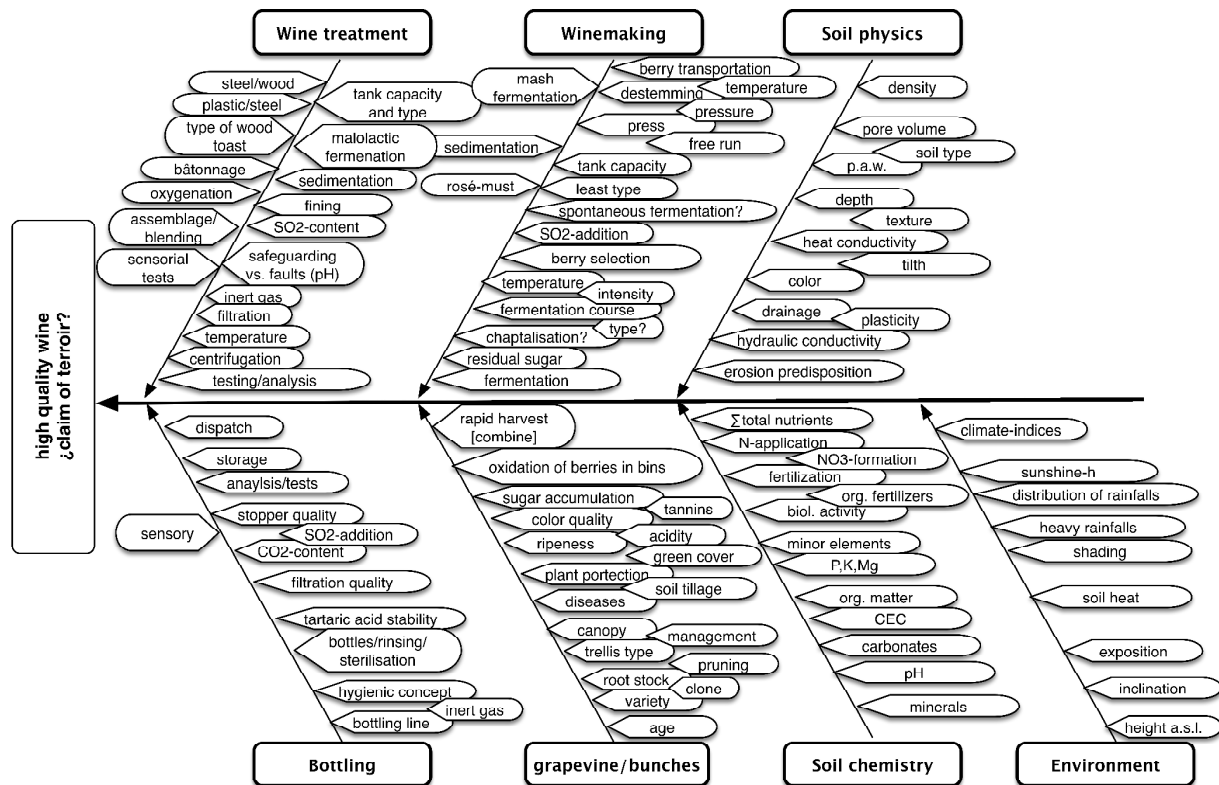 Wine treatment
Winemaking
Soil physics
steel/wood
plastic/steel
type of wood
toast
bâtonnage
oxygenation
assemblage/
blending
sensorial
tests
tank capacity
and type
malolactic
fermenation
sedimentation
fining
SO2-content
safeguarding
vs. faults (pH)
inert gas
filtration
temperature
centrifugation
testing/analysis
mash
fermentation
sedimentation
rosé-must
berry transportation
temperature
destemming
pressure
press
free run
tank capacity
least type
spontaneous fermentation?
SO2-addition
berry selection
temperature
intensity
fermentation course
type?
chaptalisation?
residual sugar
fermentation
density
pore volume
soil type
p.a.w.
depth
texture
heat conductivity
tilth
color
drainage
plasticity
hydraulic conductivity
erosion predisposition
high quality wine
¿claim of terroir?
dispatch
storage
anaylsis/tests
stopper quality
sensory
SO2-addition
CO2-content
filtration quality
tartaric acid stability
bottles/rinsing/
sterilisation
hygienic concept
inert gas
bottling line
rapid harvest
[combine]
oxidation of berries in bins
sugar accumulation
tannins
color quality
acidity
ripeness
green cover
plant portection
soil tillage
diseases
canopy
management
trellis type
pruning
root stock
clone
variety
age
∑total nutrients
N-application
NO3-formation
fertilization
org. fertilizers
biol. activity
minor elements
P,K,Mg
org. matter
CEC
carbonates
pH
minerals
climate-indices
sunshine-h
distribution of rainfalls
heavy rainfalls
shading
soil heat
exposition
inclination
height a.s.l.
Bottling
grapevine/bunches
Soil chemistry
Environment